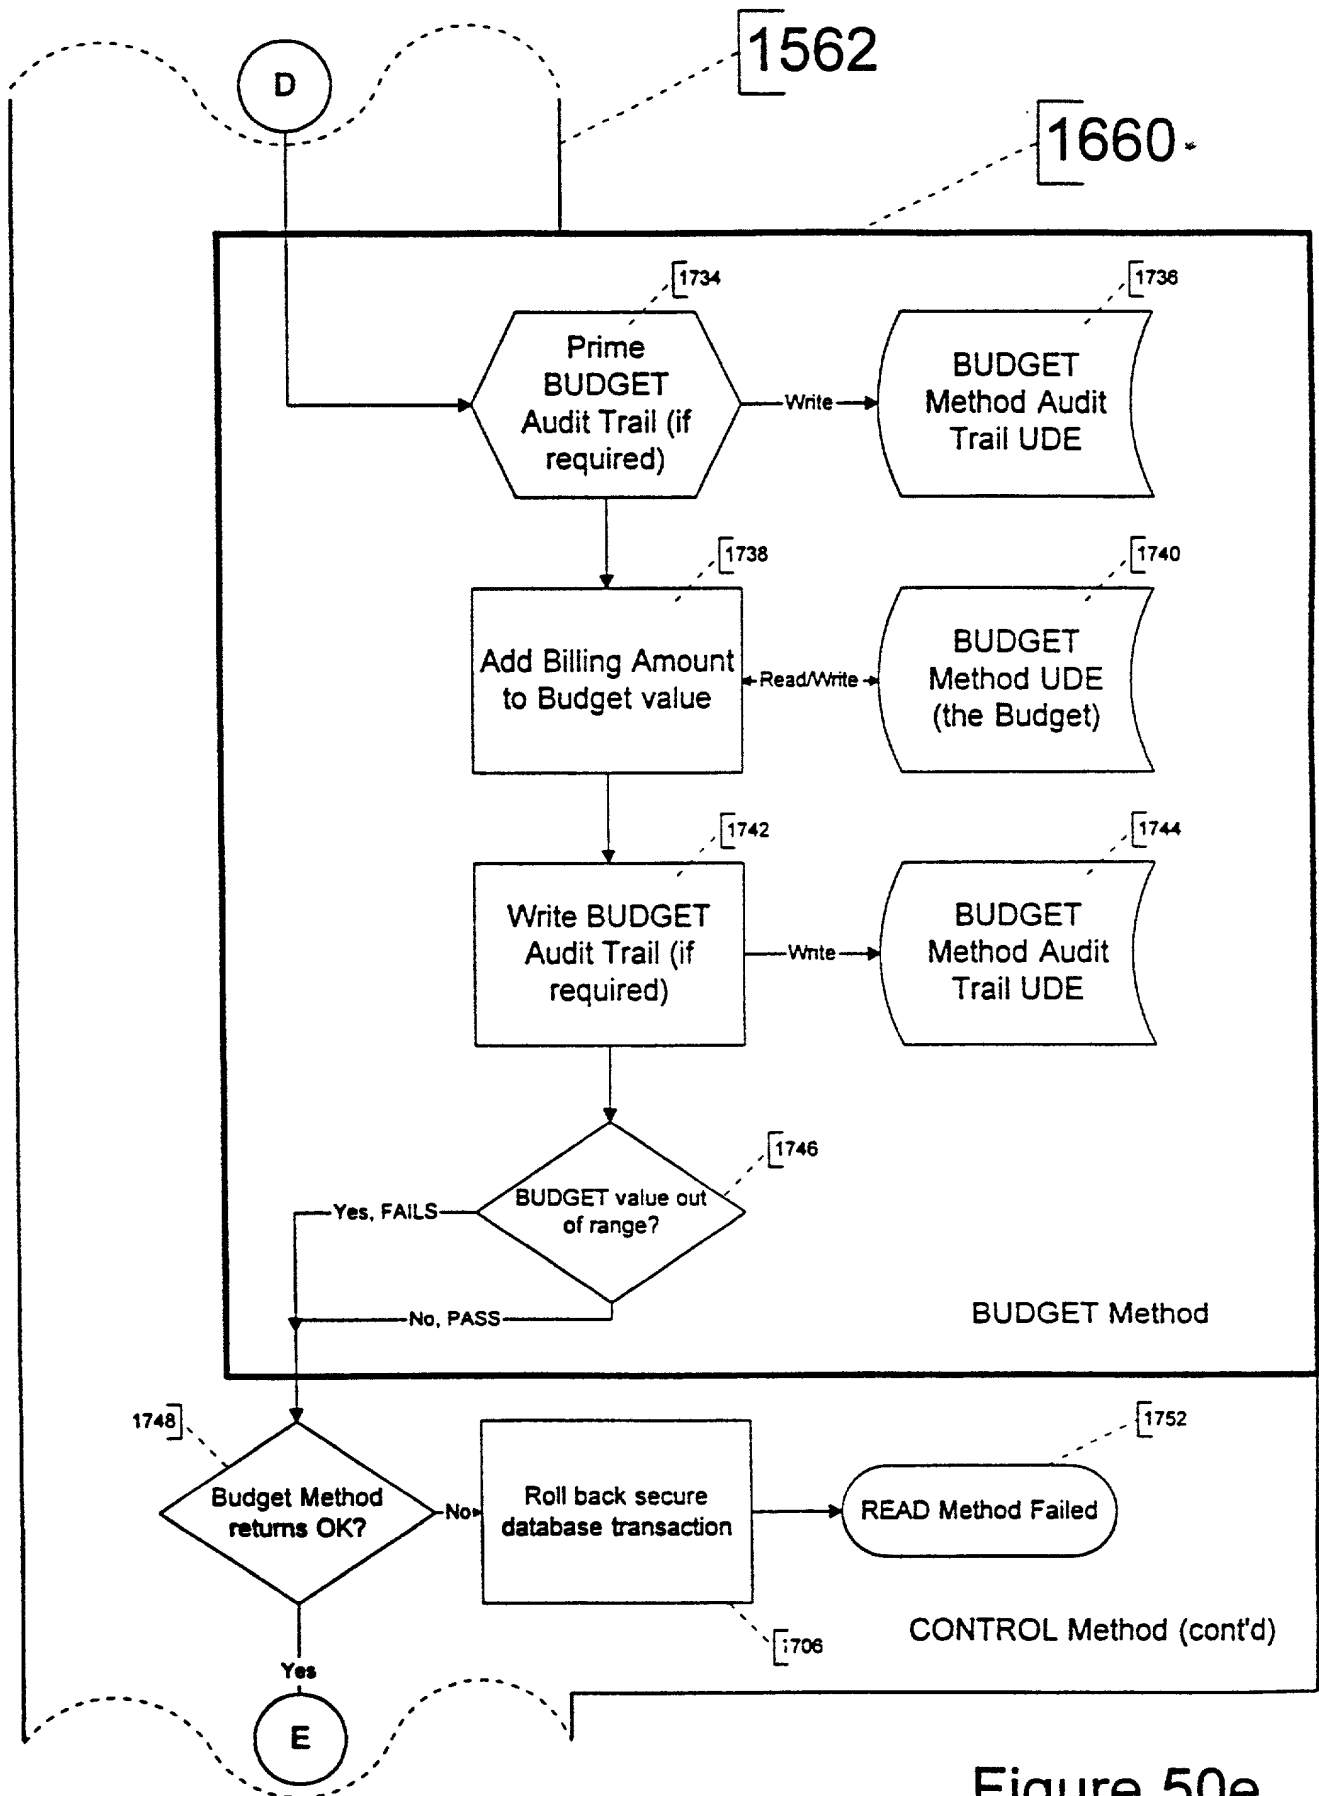 1562
D
1660
1734
1736
Prime
BUDGET
Audit Trail (if
required)
Write
BUDGET
Method Audit
Trail UDE
1738
1740
Add Billing Amount
to Budget value
Read/Write
BUDGET
Method UDE
(the Budget)
1742
1744
Write BUDGET
Audit Trail (if
required)
Write
BUDGET
Method Audit
Trail UDE
1746
BUDGET value out
of range?
Yes, FAILS
No, PASS
BUDGET Method
1748
1752
Budget Method
returns OK?
No
Roll back secure
database transaction
READ Method Failed
1706
CONTROL Method (cont'd)
Yes
E
Figure 50e